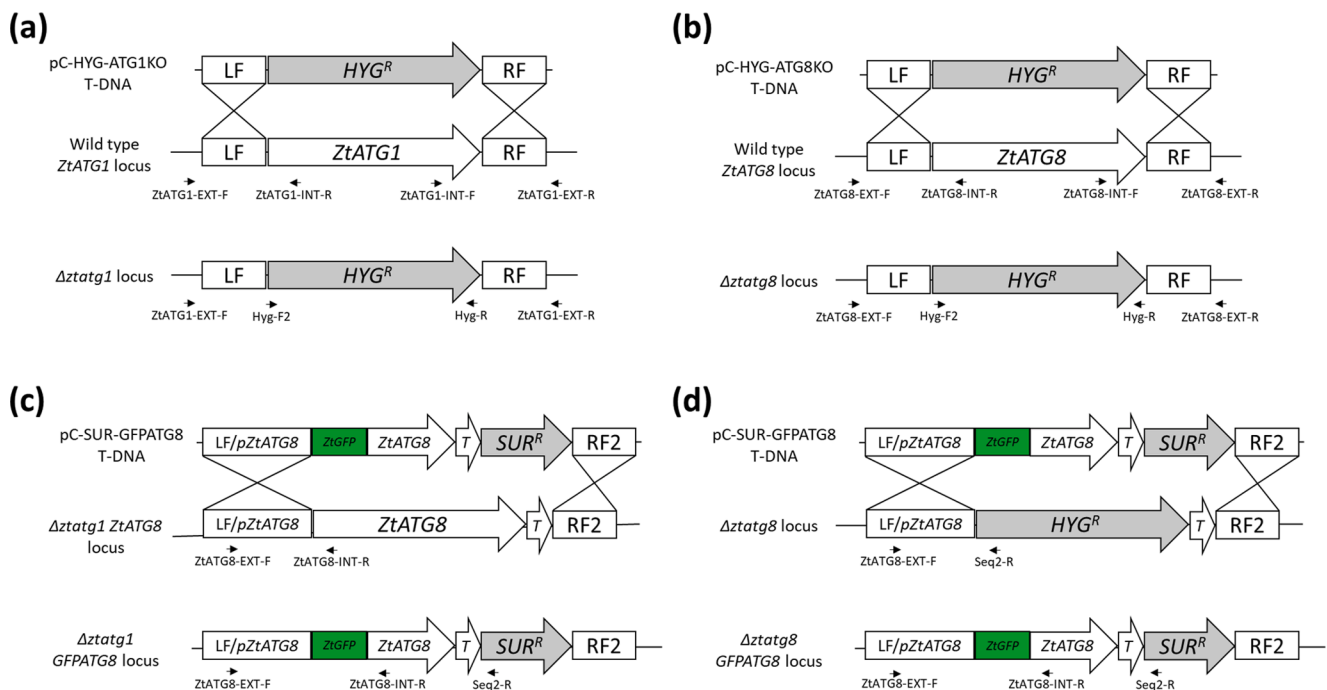 (a)
pC-HYG-ATG1KO
T-DNA
LF HYG^R RF
Wild type
ZtATG1 locus
LF ZtATG1 RF
ZtATG1-EXT-F ZtATG1-INT-R ZtATG1-INT-F ZtATG1-EXT-R
Δztatg1 locus
LF HYG^R RF
ZtATG1-EXT-F Hyg-F2 Hyg-R ZtATG1-EXT-R
(b)
pC-HYG-ATG8KO
T-DNA
LF HYG^R RF
Wild type
ZtATG8 locus
LF ZtATG8 RF
ZtATG8-EXT-F ZtATG8-INT-R ZtATG8-INT-F ZtATG8-EXT-R
Δztatg8 locus
LF HYG^R RF
ZtATG8-EXT-F Hyg-F2 Hyg-R ZtATG8-EXT-R
(c)
pC-SUR-GFPATG8
T-DNA
LF/pZtATG8 ZtGFP ZtATG8 T SUR^R RF2
Δztatg1 ZtATG8
locus
LF/pZtATG8 ZtATG8 T RF2
ZtATG8-EXT-F ZtATG8-INT-R
Δztatg1
GFPATG8 locus
LF/pZtATG8 ZtGFP ZtATG8 T SUR^R RF2
ZtATG8-EXT-F ZtATG8-INT-R Seq2-R
(d)
pC-SUR-GFPATG8
T-DNA
LF/pZtATG8 ZtGFP ZtATG8 T SUR^R RF2
Δztatg8 locus
LF/pZtATG8 HYG^R T RF2
ZtATG8-EXT-F Seq2-R
Δztatg8
GFPATG8 locus
LF/pZtATG8 ZtGFP ZtATG8 T SUR^R RF2
ZtATG8-EXT-F ZtATG8-INT-R Seq2-R